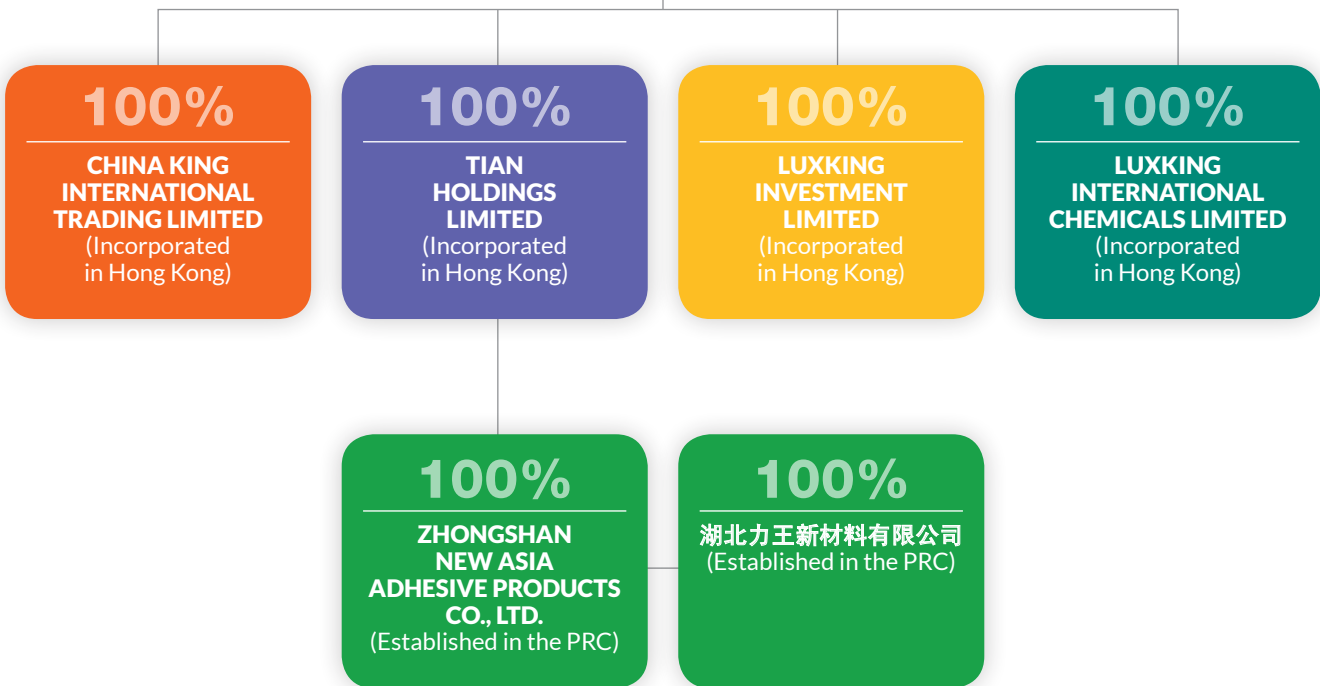 100%
CHINA KING
INTERNATIONAL
TRADING LIMITED
(Incorporated
in Hong Kong)
100%
TIAN
HOLDINGS
LIMITED
(Incorporated
in Hong Kong)
100%
LUXKING
INVESTMENT
LIMITED
(Incorporated
in Hong Kong)
100%
LUXKING
INTERNATIONAL
CHEMICALS LIMITED
(Incorporated
in Hong Kong)
100%
ZHONGSHAN
NEW ASIA
ADHESIVE PRODUCTS
CO., LTD.
(Established in the PRC)
100%
湖北力王新材料有限公司
(Established in the PRC)